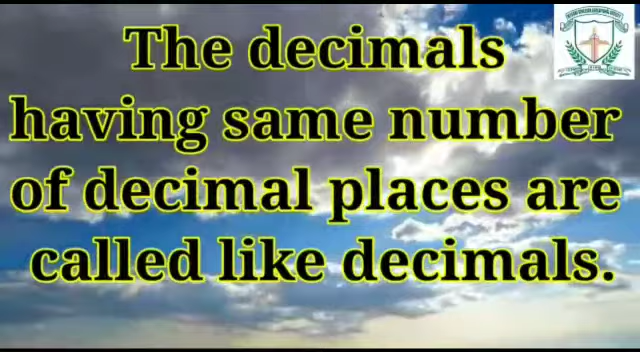 The decimals
having same number
of decimal places are
called like decimals.